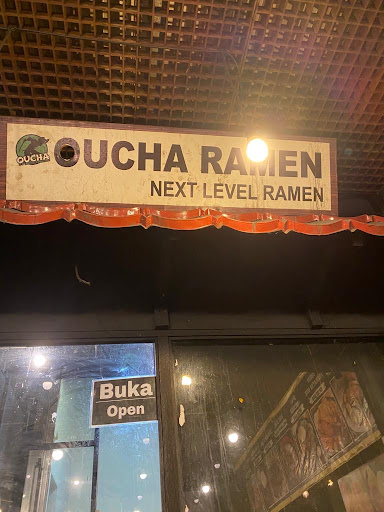 OUCHA
OUCHA RAMEN
NEXT LEVEL RAMEN
Buka
Open